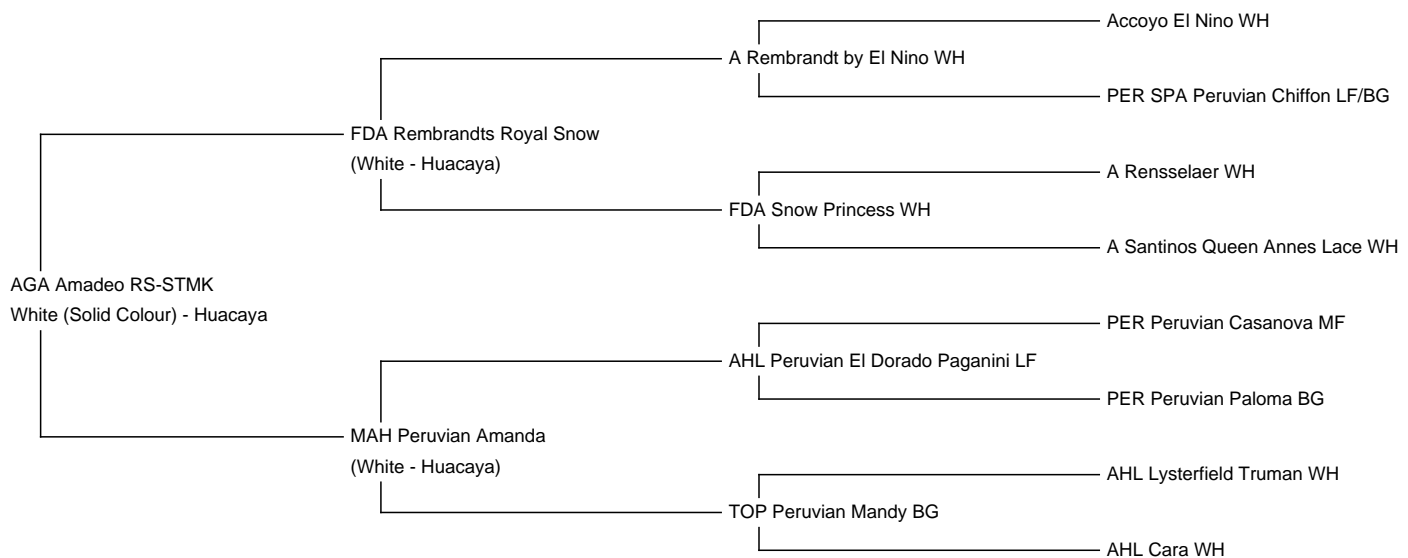 Accoyo El Nino WH
A Rembrandt by El Nino WH
PER SPA Peruvian Chiffon LF/BG
FDA Rembrandts Royal Snow
(White - Huacaya)
A Rensselaer WH
FDA Snow Princess WH
A Santinos Queen Annes Lace WH
AGA Amadeo RS-STMK
White (Solid Colour) - Huacaya
PER Peruvian Casanova MF
AHL Peruvian El Dorado Paganini LF
PER Peruvian Paloma BG
MAH Peruvian Amanda
(White - Huacaya)
AHL Lysterfield Truman WH
TOP Peruvian Mandy BG
AHL Cara WH